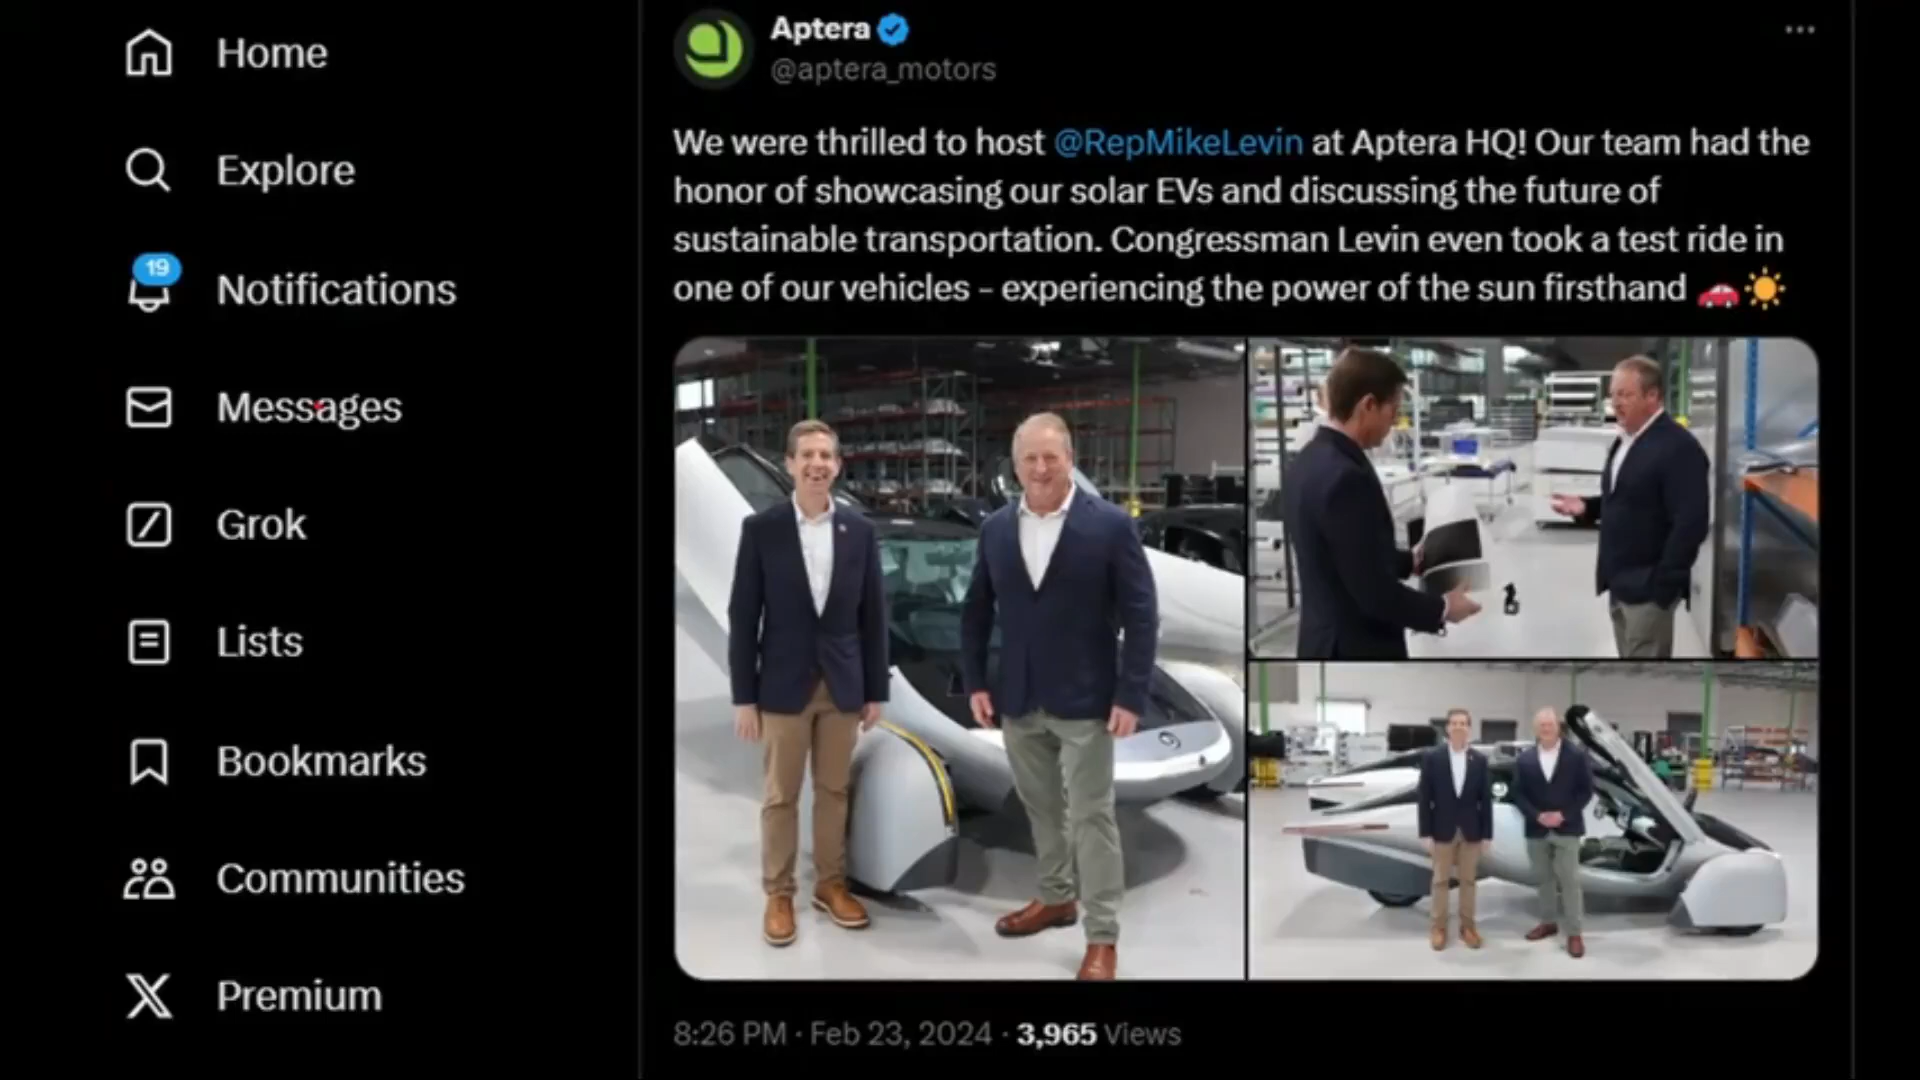 Home
Explore
19
Notifications
Messages
Grok
Lists
Bookmarks
Communities
Premium
Aptera
@aptera_motors
We were thrilled to host @RepMikeLevin at Aptera HQ! Our team had the
honor of showcasing our solar EVs and discussing the future of
sustainable transportation. Congressman Levin even took a test ride in
one of our vehicles – experiencing the power of the sun firsthand 🚗☀️
8:26 PM · Feb 23, 2024 · 3,965 Views